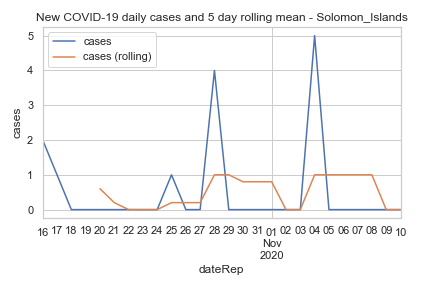 New COVID-19 daily cases and 5 day rolling mean - Solomon_Islands
cases
cases (rolling)
5
4
3
2
1
0
cases
16 17 18 19 20 21 22 23 24 25 26 27 28 29 30 31 01 02 03 04 05 06 07 08 09 10
Nov
2020
dateRep